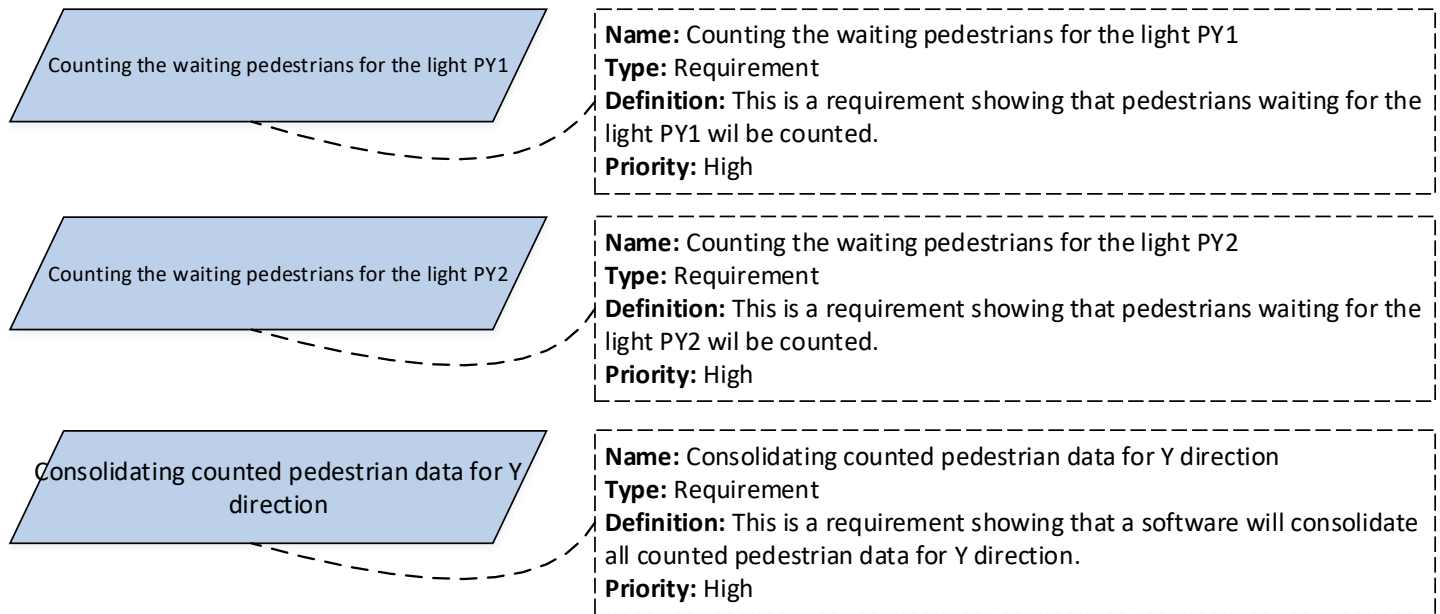 Counting the waiting pedestrians for the light PY1
Name: Counting the waiting pedestrians for the light PY1
Type: Requirement
Definition: This is a requirement showing that pedestrians waiting for the
light PY1 wil be counted.
Priority: High
Counting the waiting pedestrians for the light PY2
Name: Counting the waiting pedestrians for the light PY2
Type: Requirement
Definition: This is a requirement showing that pedestrians waiting for the
light PY2 wil be counted.
Priority: High
Consolidating counted pedestrian data for Y
direction
Name: Consolidating counted pedestrian data for Y direction
Type: Requirement
Definition: This is a requirement showing that a software will consolidate
all counted pedestrian data for Y direction.
Priority: High